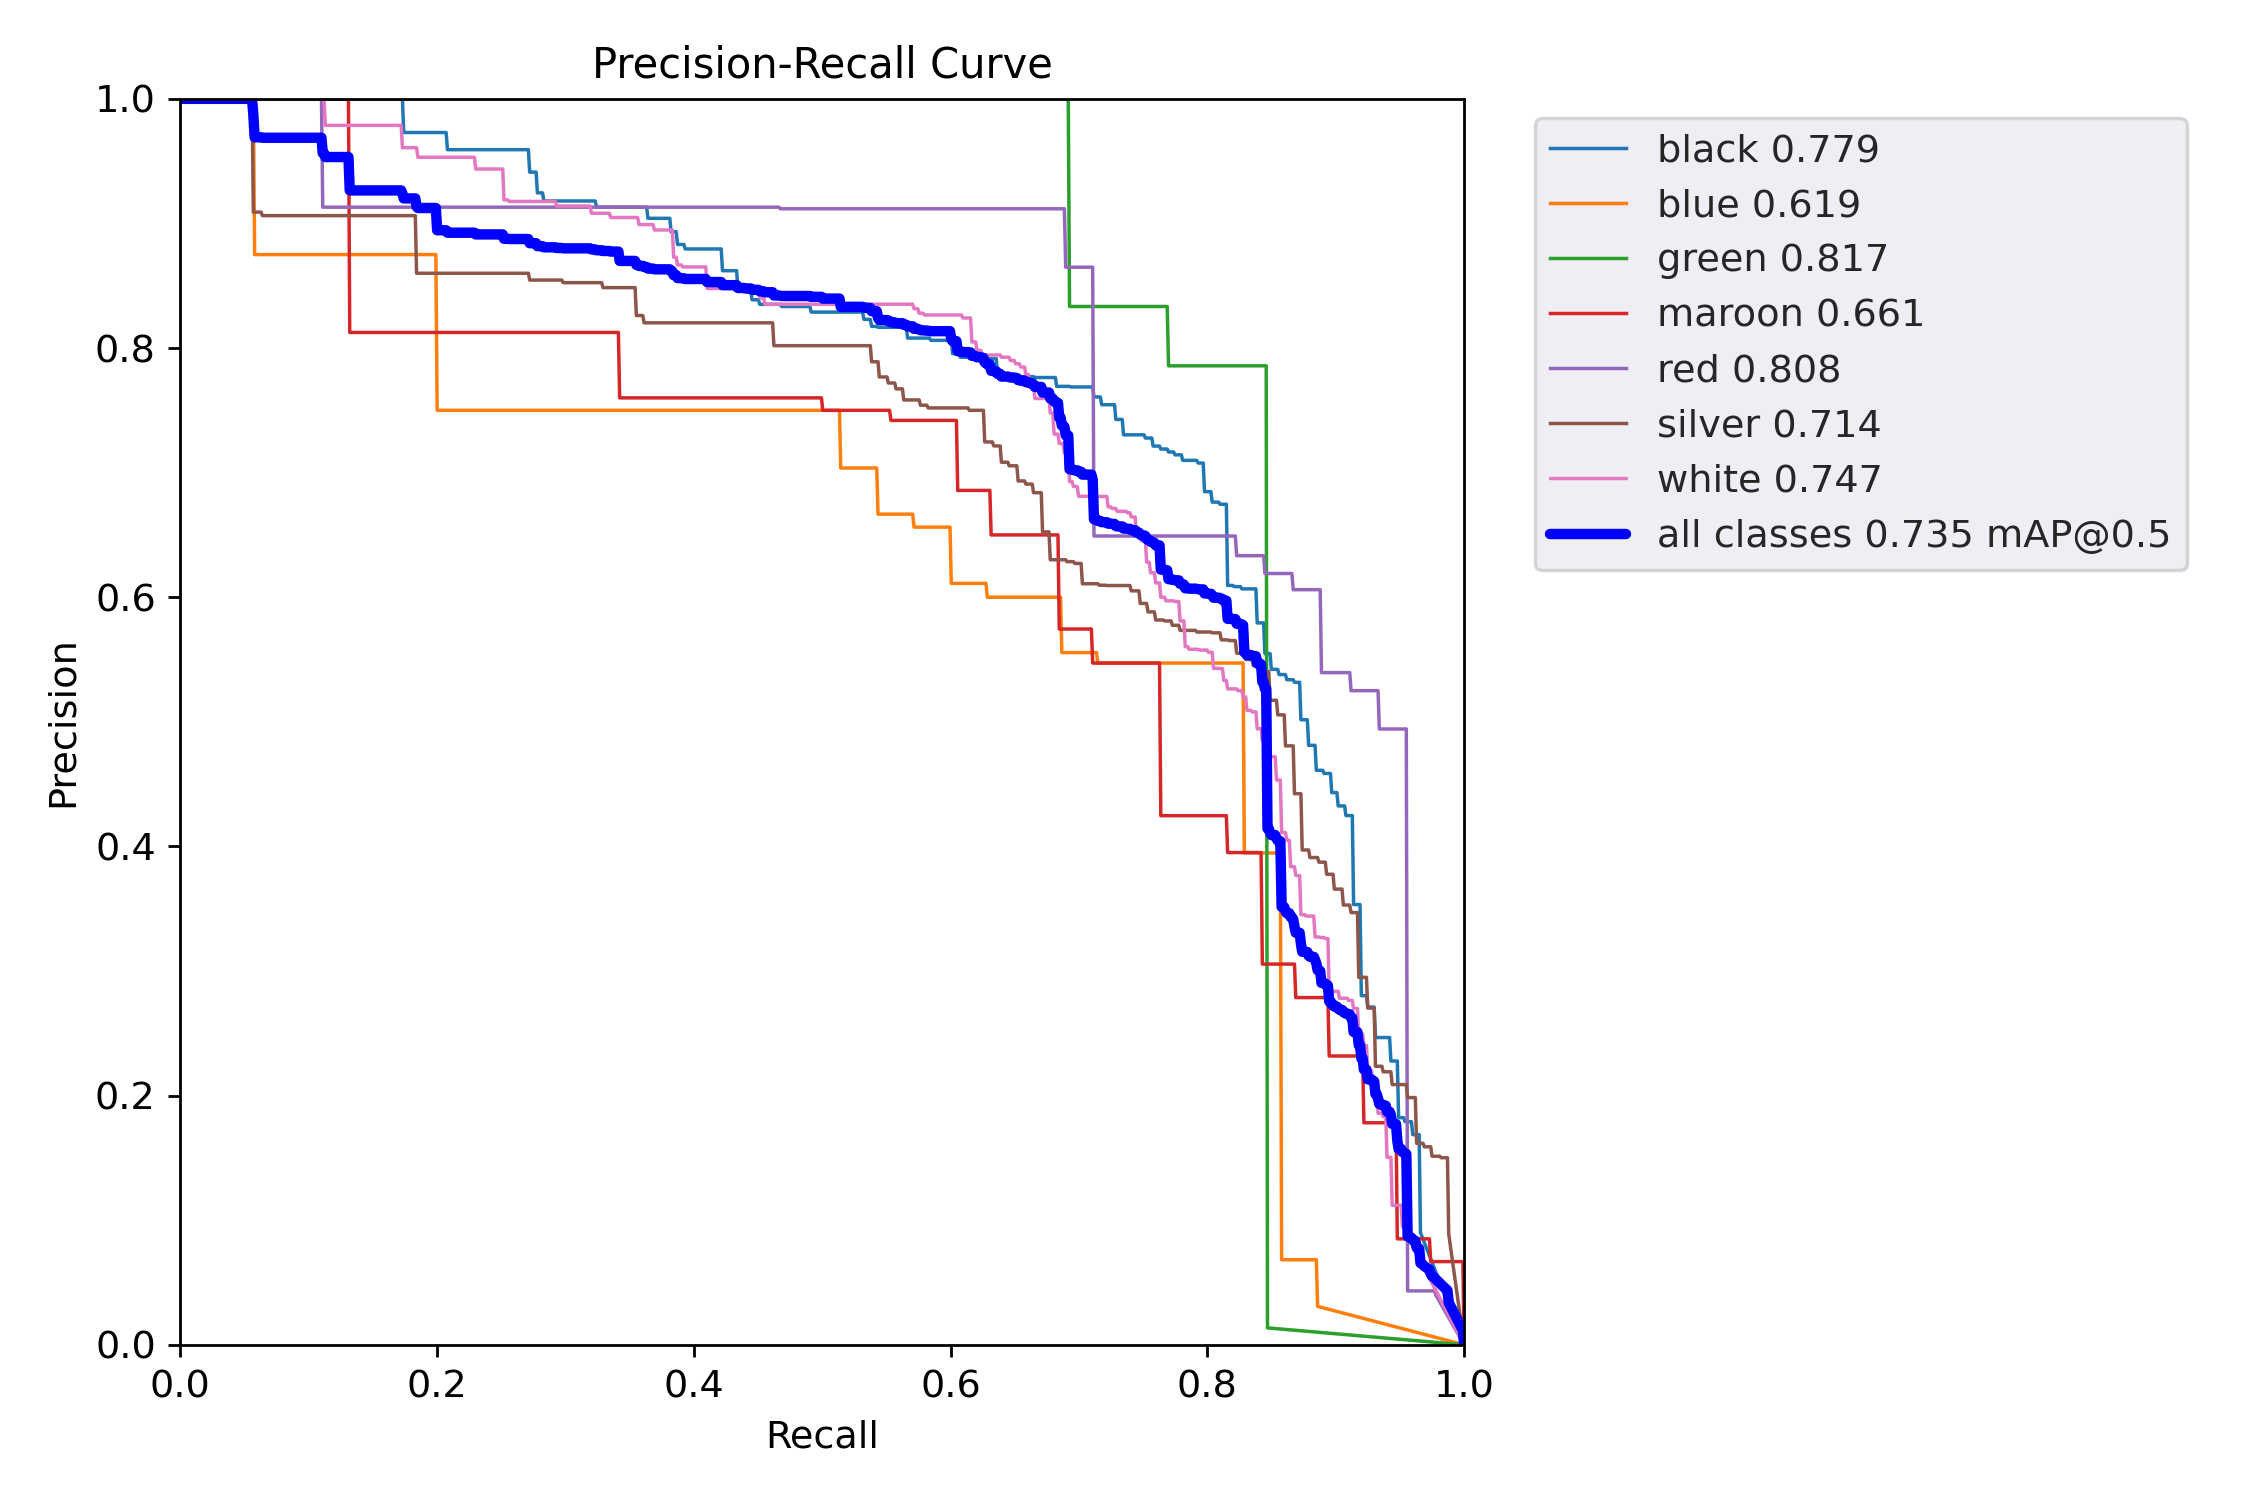 Precision-Recall Curve
1.0
0.8
0.6
0.4
0.2
0.0
Precision
0.0 0.2 0.4 0.6 0.8 1.0
Recall
black 0.779
blue 0.619
green 0.817
maroon 0.661
red 0.808
silver 0.714
white 0.747
all classes 0.735 mAP@0.5